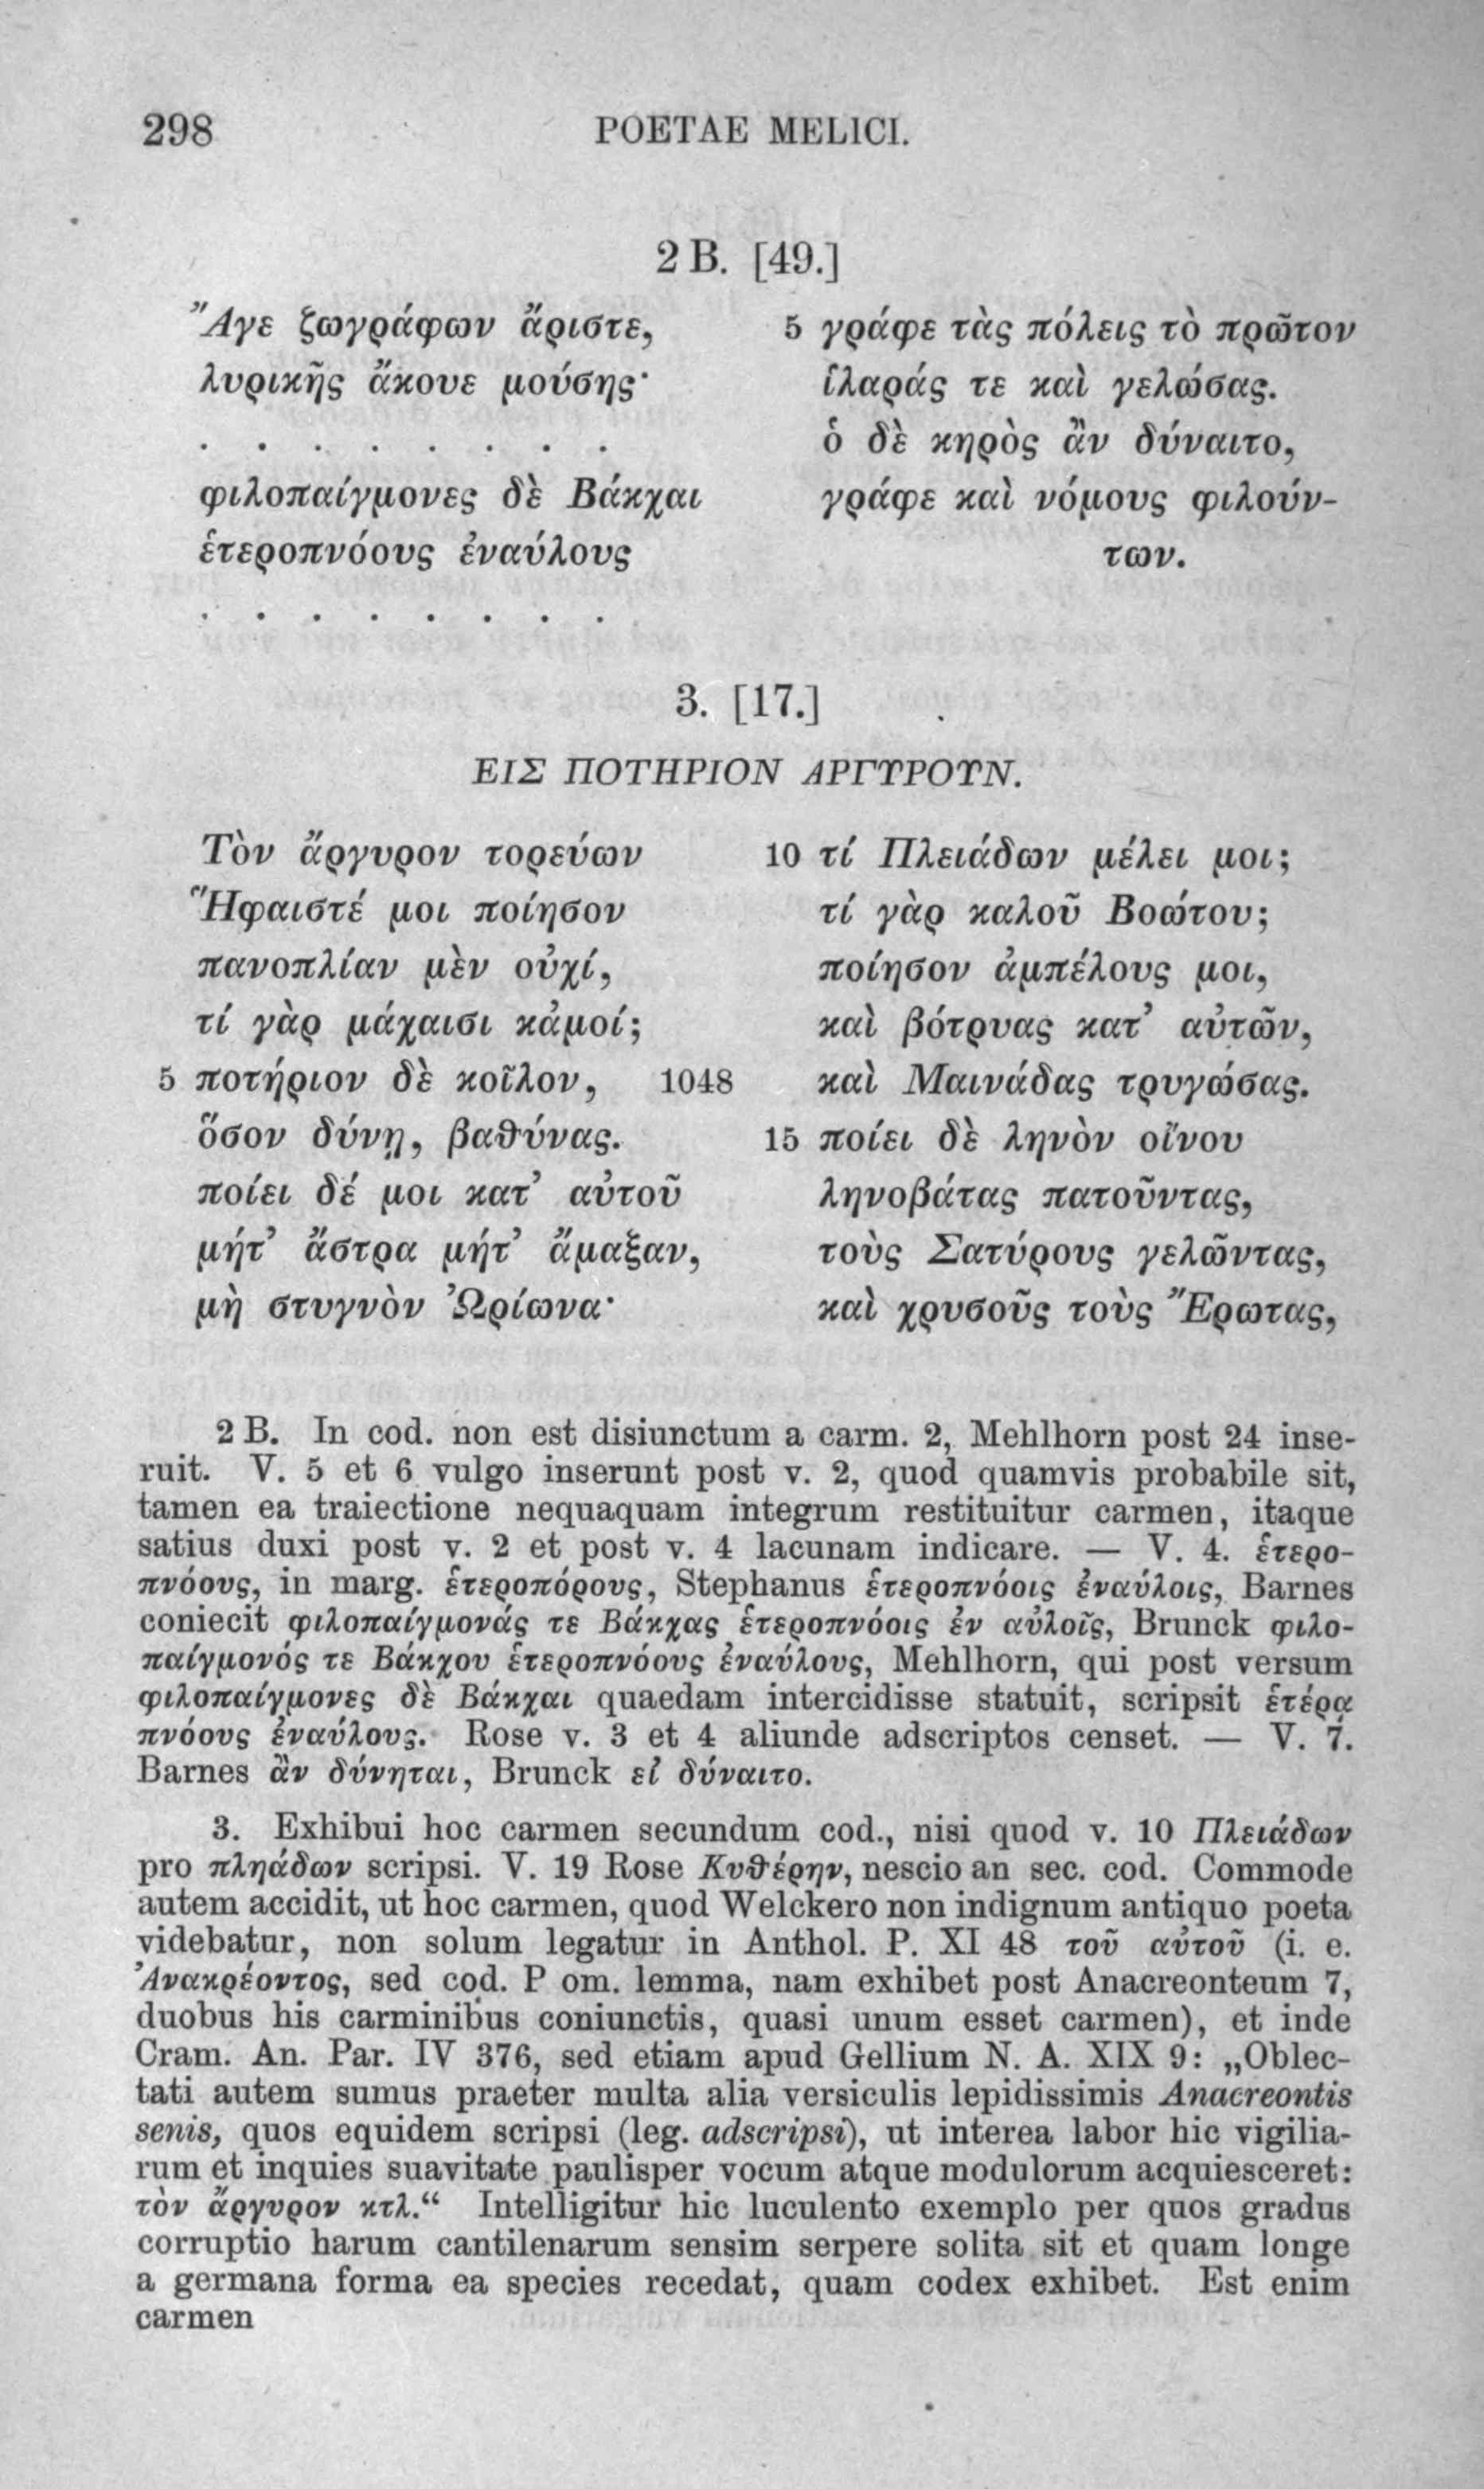 298
POETAE MELICI.
2 B. [49.]
Ἄγε ζωγράφων ἄριστε,
λυρικῆς ἄκουε μούσης·
. . . . . . . .
φιλοπαίγμονες δὲ Βάκχαι
ἑτεροπνόους ἐναύλους
. . . . . . . .
5 γράφε τὰς πόλεις τὸ πρῶτον
ἱλαράς τε καὶ γελώσας.
ὁ δὲ κηρὸς ἂν δύναιτο,
γράφε καὶ νόμους φιλούν-
των.
3. [17.]
ΕΙΣ ΠΟΤΗΡΙΟΝ ΑΡΓΥΡΟΥΝ.
Τὸν ἄργυρον τορεύων
Ἥφαιστέ μοι ποίησον
πανοπλίαν μὲν οὐχί,
τί γὰρ μάχαισι κἀμοί;
5 ποτήριον δὲ κοῖλον, 1048
ὅσον δύνῃ, βαθύνας.
ποίει δέ μοι κατ’ αὐτοῦ
μήτ’ ἄστρα μήτ’ ἅμαξαν,
μὴ στυγνὸν Ὠρίωνα·
10 τί Πλειάδων μέλει μοι;
τί γὰρ καλοῦ Βοώτου;
ποίησον ἀμπέλους μοι,
καὶ βότρυας κατ’ αὐτῶν,
καὶ Μαινάδας τρυγώσας.
15 ποίει δὲ ληνὸν οἴνου
ληνοβάτας πατοῦντας,
τοὺς Σατύρους γελῶντας,
καὶ χρυσοῦς τοὺς Ἔρωτας,
2 B. In cod. non est disiunctum a carm. 2, Mehlhorn post 24 inse-
ruit. V. 5 et 6 vulgo inserunt post v. 2, quod quamvis probabile sit,
tamen ea traiectione nequaquam integrum restituitur carmen, itaque
satius duxi post v. 2 et post v. 4 lacunam indicare. — V. 4. ἑτερο-
πνόους, in marg. ἑτεροπόρους, Stephanus ἑτεροπνόοις ἐναύλοις, Barnes
coniecit φιλοπαίγμονάς τε Βάκχας ἑτεροπνόοις ἐν αὐλοῖς, Brunck φιλο-
παίγμονός τε Βάκχου ἑτεροπνόους ἐναύλους, Mehlhorn, qui post versum
φιλοπαίγμονες δὲ Βάκχαι quaedam intercidisse statuit, scripsit ἑτέρα
πνόους ἐναύλους. Rose v. 3 et 4 aliunde adscriptos censet. — V. 7.
Barnes ἂν δύνηται, Brunck εἰ δύναιτο.
3. Exhibui hoc carmen secundum cod., nisi quod v. 10 Πλειάδων
pro πληάδων scripsi. V. 19 Rose Κυθέρην, nescio an sec. cod. Commode
autem accidit, ut hoc carmen, quod Welckero non indignum antiquo poeta
videbatur, non solum legatur in Anthol. P. XI 48 τοῦ αὐτοῦ (i. e.
Ἀνακρέοντος, sed cod. P om. lemma, nam exhibet post Anacreonteum 7,
duobus his carminibus coniunctis, quasi unum esset carmen), et inde
Cram. An. Par. IV 376, sed etiam apud Gellium N. A. XIX 9: „Oblec-
tati autem sumus praeter multa alia versiculis lepidissimis Anacreontis
senis, quos equidem scripsi (leg. adscripsi), ut interea labor hic vigilia-
rum et inquies suavitate paulisper vocum atque modulorum acquiesceret:
τὸν ἄργυρον κτλ.“ Intelligitur hic luculento exemplo per quos gradus
corruptio harum cantilenarum sensim serpere solita sit et quam longe
a germana forma ea species recedat, quam codex exhibet. Est enim
carmen